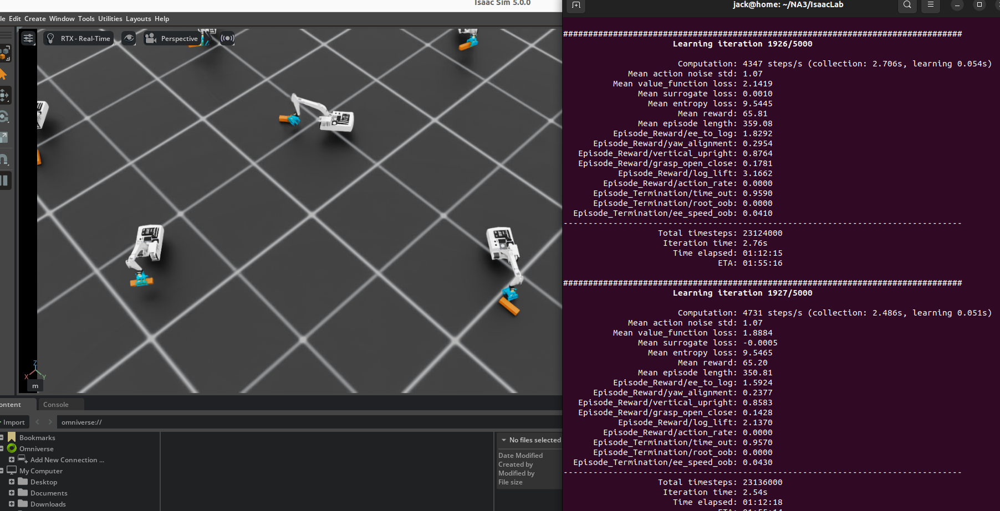 Isaac Sim 5.0.0
le Edit Create Window Tools Utilities Layouts Help
RTX - Real-Time
Perspective
Z
X Y
m
ontent Console
Import
omniverse://
Bookmarks
Omniverse
Add New Connection ...
My Computer
Desktop
Documents
Downloads
No files selected
Date Modified
Created by
Modified by
File size
jack@home: ~/NA3/IsaacLab
################################################################################
Learning iteration 1926/5000
Computation: 4347 steps/s (collection: 2.706s, learning 0.054s)
Mean action noise std: 1.07
Mean value_function loss: 2.1419
Mean surrogate loss: 0.0010
Mean entropy loss: 9.5445
Mean reward: 65.81
Mean episode length: 359.08
Episode_Reward/ee_to_log: 1.8292
Episode_Reward/yaw_alignment: 0.2954
Episode_Reward/vertical_upright: 0.8764
Episode_Reward/grasp_open_close: 0.1781
Episode_Reward/log_lift: 3.1662
Episode_Reward/action_rate: 0.0000
Episode_Termination/time_out: 0.9590
Episode_Termination/root_oob: 0.0000
Episode_Termination/ee_speed_oob: 0.0410
--------------------------------------------------------------------------------
Total timesteps: 23124000
Iteration time: 2.76s
Time elapsed: 01:12:15
ETA: 01:55:16
################################################################################
Learning iteration 1927/5000
Computation: 4731 steps/s (collection: 2.486s, learning 0.051s)
Mean action noise std: 1.07
Mean value_function loss: 1.8884
Mean surrogate loss: -0.0005
Mean entropy loss: 9.5465
Mean reward: 65.20
Mean episode length: 350.81
Episode_Reward/ee_to_log: 1.5924
Episode_Reward/yaw_alignment: 0.2377
Episode_Reward/vertical_upright: 0.8583
Episode_Reward/grasp_open_close: 0.1428
Episode_Reward/log_lift: 2.1370
Episode_Reward/action_rate: 0.0000
Episode_Termination/time_out: 0.9570
Episode_Termination/root_oob: 0.0000
Episode_Termination/ee_speed_oob: 0.0430
--------------------------------------------------------------------------------
Total timesteps: 23136000
Iteration time: 2.54s
Time elapsed: 01:12:18
ETA: 01:55:14